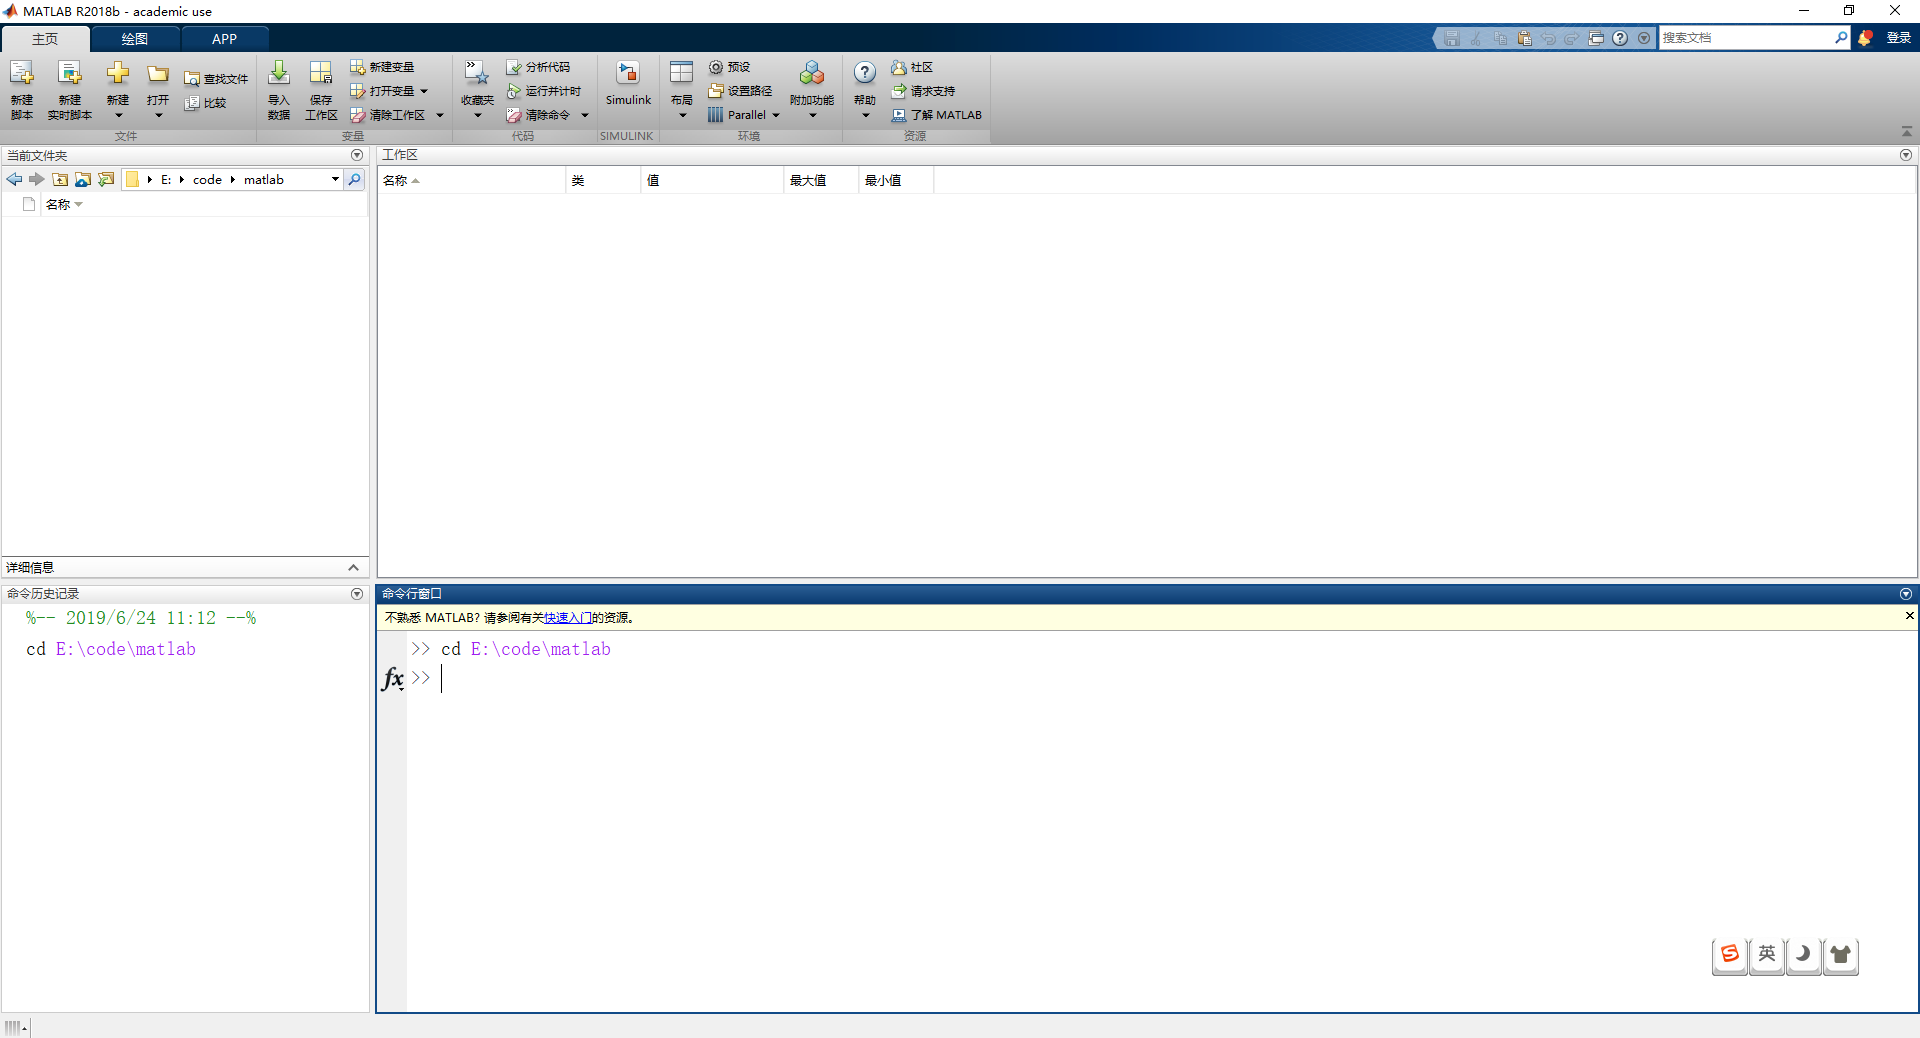 MATLAB R2018b - academic use
主页 绘图 APP
搜索文档 登录
新建脚本
新建实时脚本
新建
打开
查找文件
比较
文件
导入数据
保存工作区
新建变量
打开变量
清除工作区
变量
收藏夹
分析代码
运行并计时
清除命令
代码
Simulink
SIMULINK
布局
预设
设置路径
Parallel
附加功能
环境
帮助
社区
请求支持
了解 MATLAB
资源
当前文件夹
E: code matlab
名称
详细信息
工作区
名称 类 值 最大值 最小值
命令历史记录
%-- 2019/6/24 11:12 --%
cd E:\code\matlab
命令行窗口
不熟悉 MATLAB? 请参阅有关快速入门的资源。
>> cd E:\code\matlab
fx >>
英